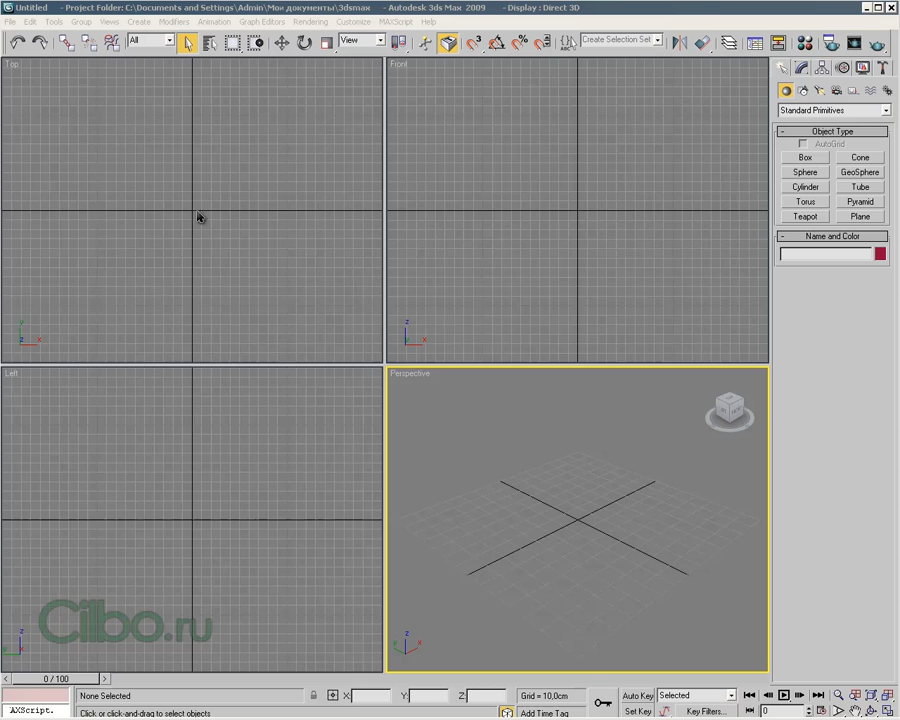 Untitled - Project Folder: C:\Documents and Settings\Admin\Мои документы\3dsmax - Autodesk 3ds Max 2009 - Display : Direct 3D
File Edit Tools Group Views Create Modifiers Animation Graph Editors Rendering Customize MAXScript Help
All View Create Selection Set
Top
Front
Standard Primitives
- Object Type
AutoGrid
Box Cone
Sphere GeoSphere
Cylinder Tube
Torus Pyramid
Teapot Plane
- Name and Color
y
z x
z
y x
Left
Perspective
Cilbo.ru
z
y x
z
y x
< 0 / 100 >
None Selected X: Y: Z: Grid = 10,0cm Auto Key Selected
AXScript. Click or click-and-drag to select objects Add Time Tag Set Key Key Filters... 0